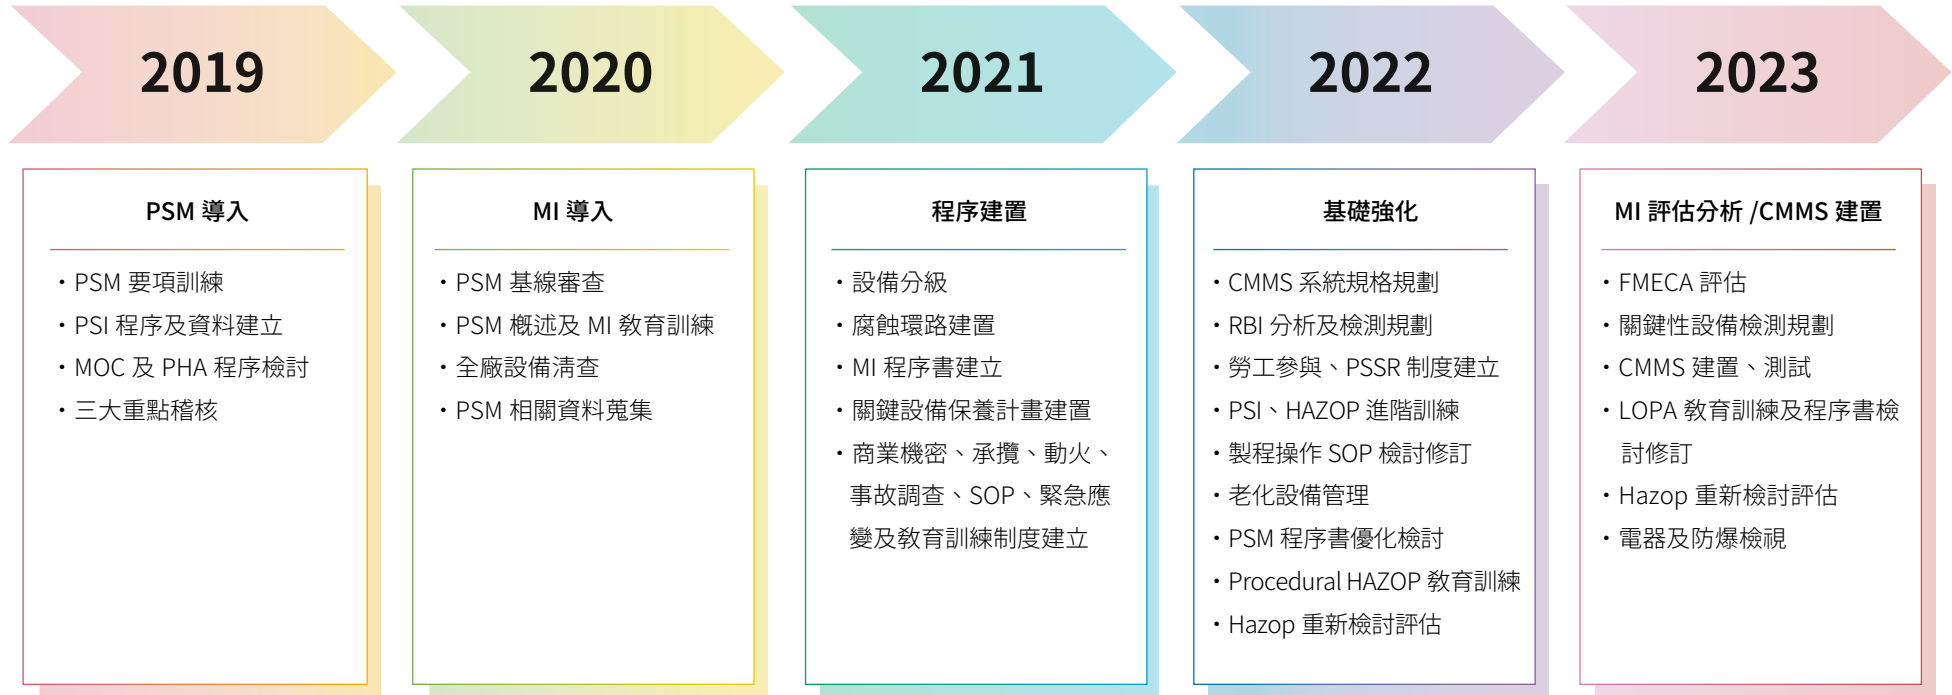 2019
2020
2021
2022
2023
PSM 導入
・PSM 要項訓練
・PSI 程序及資料建立
・MOC 及 PHA 程序檢討
・三大重點稽核
MI 導入
・PSM 基線審查
・PSM 概述及 MI 教育訓練
・全廠設備清查
・PSM 相關資料蒐集
程序建置
・設備分級
・腐蝕環路建置
・MI 程序書建立
・關鍵設備保養計畫建置
・商業機密、承攬、動火、
事故調查、SOP、緊急應
變及教育訓練制度建立
基礎強化
・CMMS 系統規格規劃
・RBI 分析及檢測規劃
・勞工參與、PSSR 制度建立
・PSI、HAZOP 進階訓練
・製程操作 SOP 檢討修訂
・老化設備管理
・PSM 程序書優化檢討
・Procedural HAZOP 教育訓練
・Hazop 重新檢討評估
MI 評估分析 /CMMS 建置
・FMECA 評估
・關鍵性設備檢測規劃
・CMMS 建置、測試
・LOPA 教育訓練及程序書檢
討修訂
・Hazop 重新檢討評估
・電器及防爆檢視